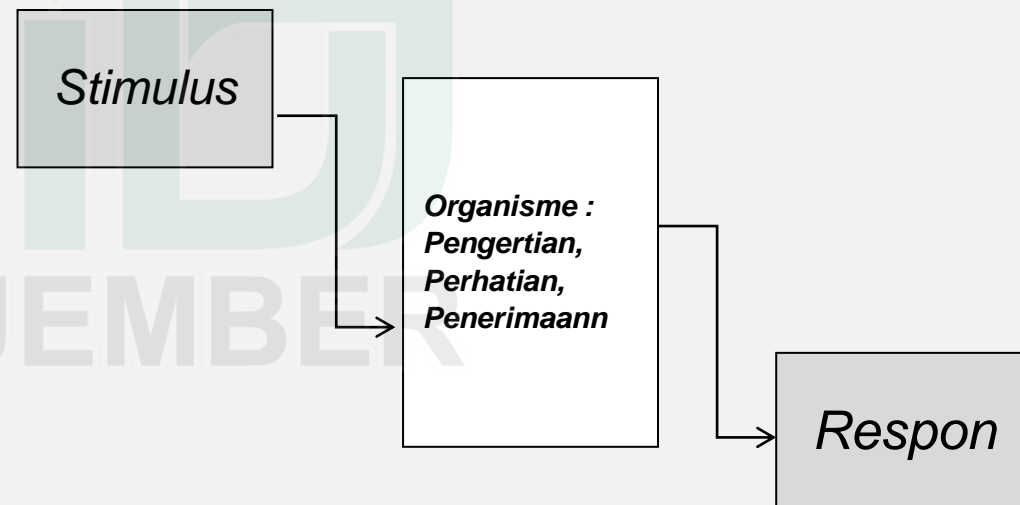 Stimulus
Organisme :
Pengertian,
Perhatian,
Penerimaann
JEMBER
Respon